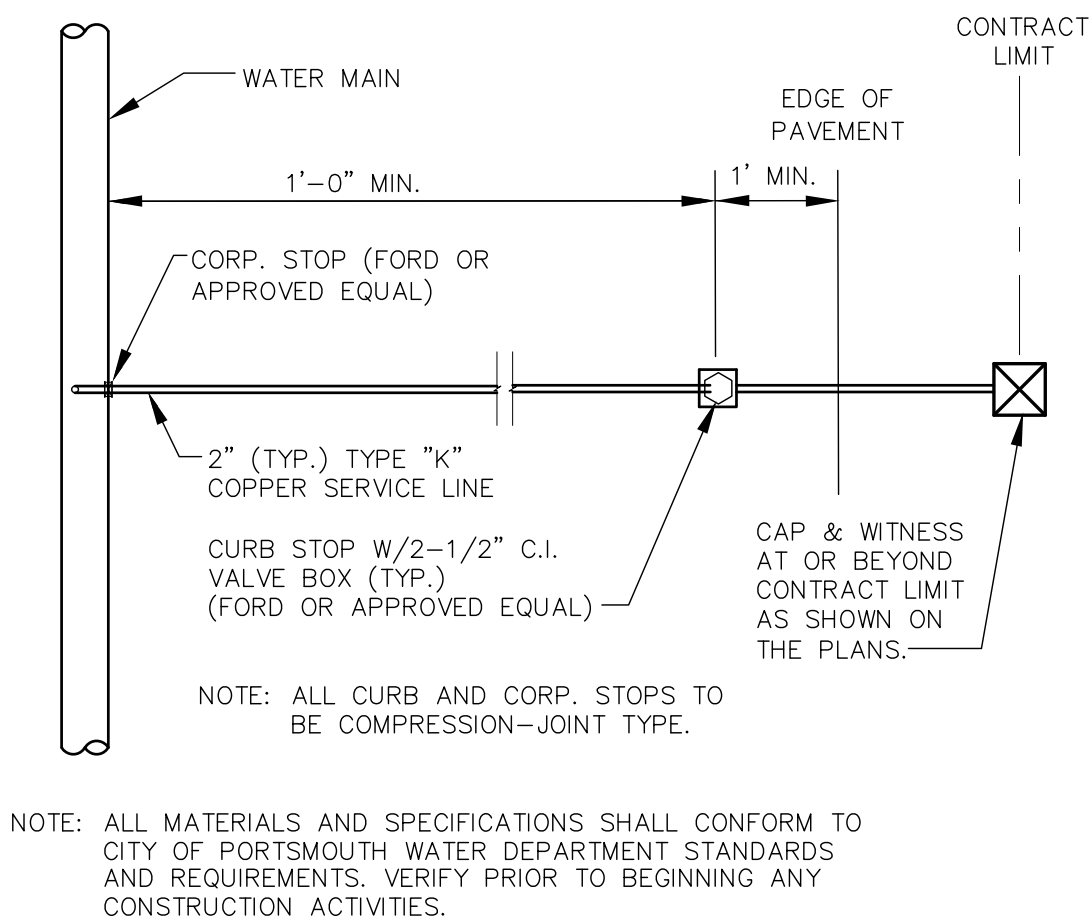 CONTRACT
LIMIT
WATER MAIN
EDGE OF
PAVEMENT
1'-0" MIN.
1' MIN.
CORP. STOP (FORD OR
APPROVED EQUAL)
2" (TYP.) TYPE "K"
COPPER SERVICE LINE
CURB STOP W/2-1/2" C.I.
VALVE BOX (TYP.)
(FORD OR APPROVED EQUAL)
CAP & WITNESS
AT OR BEYOND
CONTRACT LIMIT
AS SHOWN ON
THE PLANS.
NOTE: ALL CURB AND CORP. STOPS TO
BE COMPRESSION-JOINT TYPE.
NOTE: ALL MATERIALS AND SPECIFICATIONS SHALL CONFORM TO
CITY OF PORTSMOUTH WATER DEPARTMENT STANDARDS
AND REQUIREMENTS. VERIFY PRIOR TO BEGINNING ANY
CONSTRUCTION ACTIVITIES.